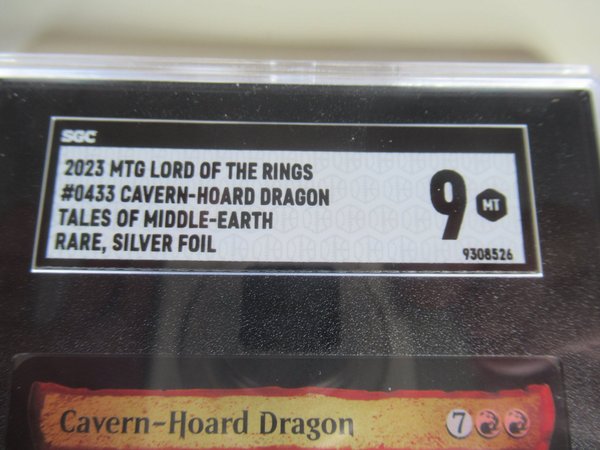 SGC
2023 MTG LORD OF THE RINGS
#0433 CAVERN-HOARD DRAGON
TALES OF MIDDLE-EARTH
RARE, SILVER FOIL
9 MT
9308526
Cavern-Hoard Dragon 7